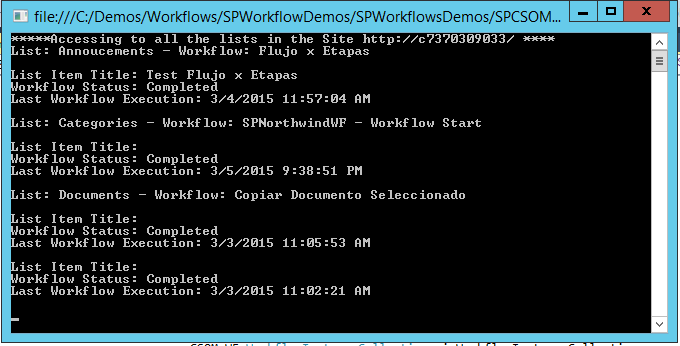 file:///C:/Demos/Workflows/SPWorkflowDemos/SPWorkflowsDemos/SPCSOM...
*****Accessing to all the lists in the Site http://c7370309033/ ****
List: Annoucements - Workflow: Flujo x Etapas
List Item Title: Test Flujo x Etapas
Workflow Status: Completed
Last Workflow Execution: 3/4/2015 11:57:04 AM
List: Categories - Workflow: SPNorthwindWF - Workflow Start
List Item Title:
Workflow Status: Completed
Last Workflow Execution: 3/5/2015 9:38:51 PM
List: Documents - Workflow: Copiar Documento Seleccionado
List Item Title:
Workflow Status: Completed
Last Workflow Execution: 3/3/2015 11:05:53 AM
List Item Title:
Workflow Status: Completed
Last Workflow Execution: 3/3/2015 11:02:21 AM